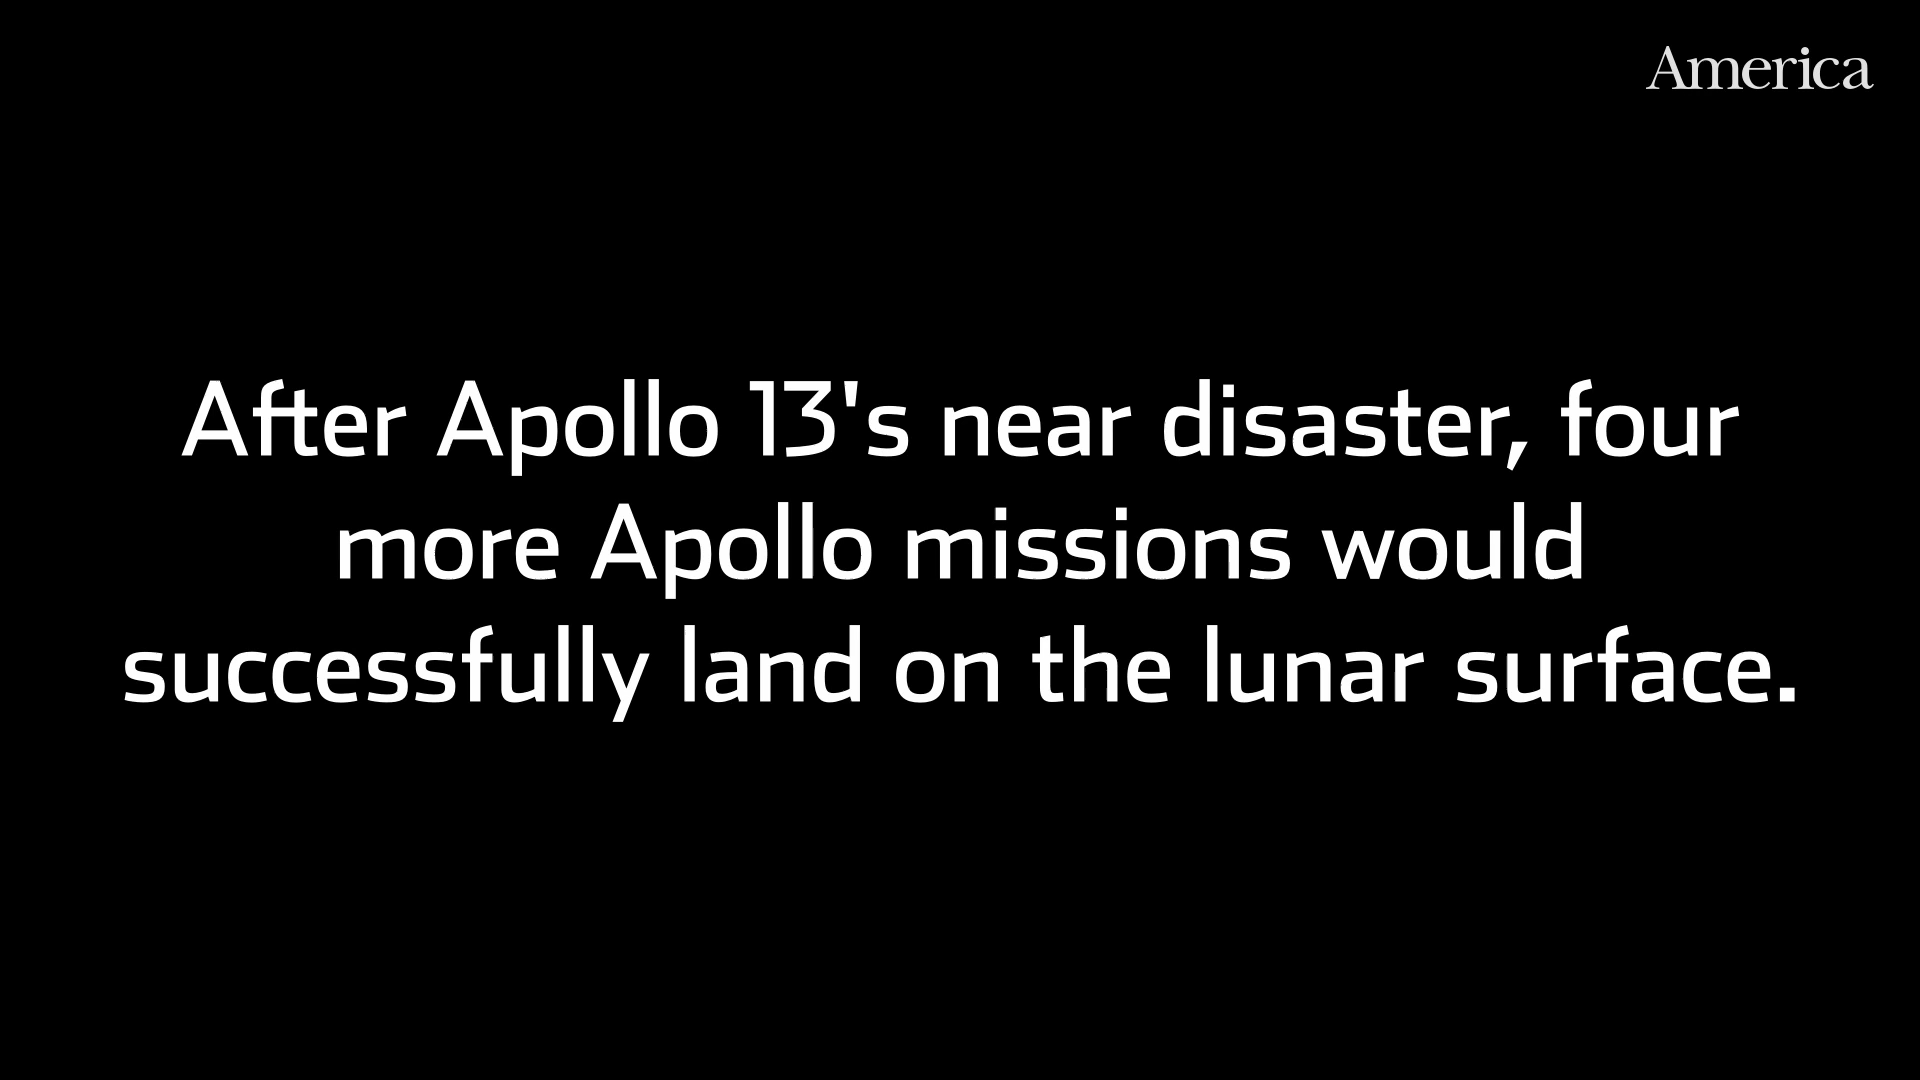 America
After Apollo 13's near disaster, four
more Apollo missions would
successfully land on the lunar surface.